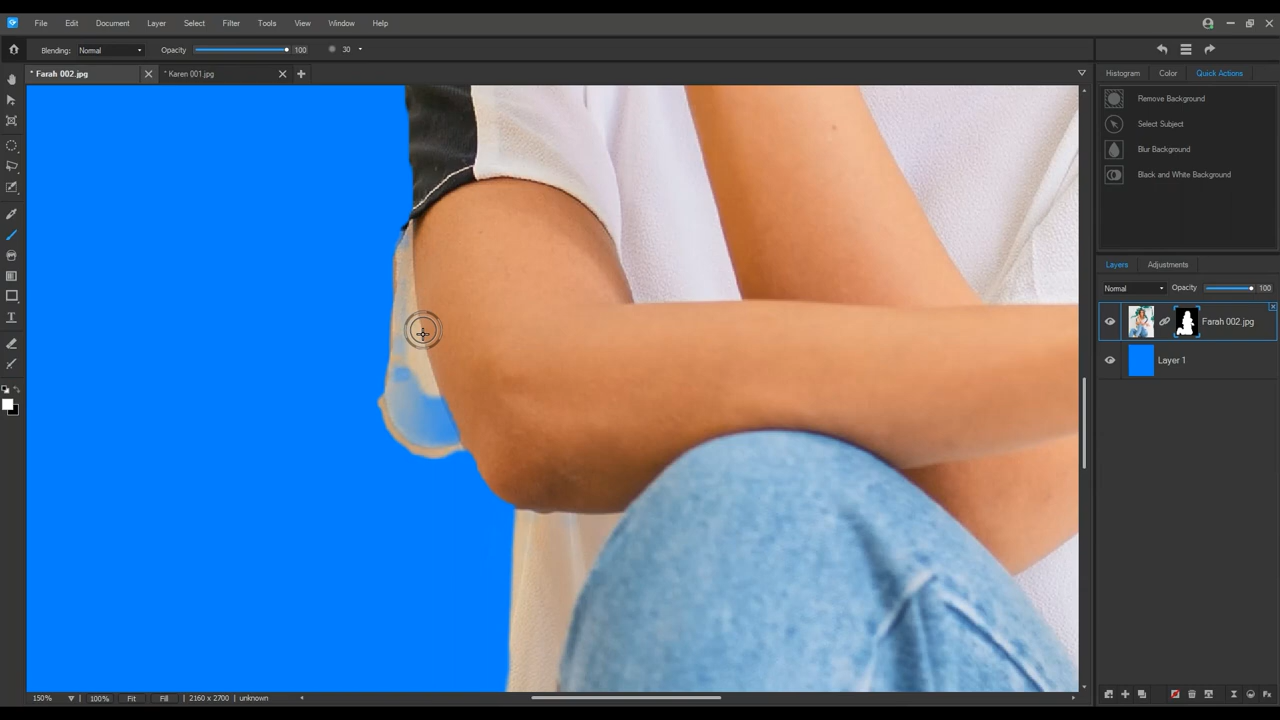 File Edit Document Layer Select Filter Tools View Window Help
Blending: Normal Opacity 100 30
* Farah 002.jpg * Karen 001.jpg
Histogram Color Quick Actions
Remove Background
Select Subject
Blur Background
Black and White Background
Layers Adjustments
Normal Opacity 100
Farah 002.jpg
Layer 1
150% 100% Fit Fill 2160 x 2700 unknown
Fx